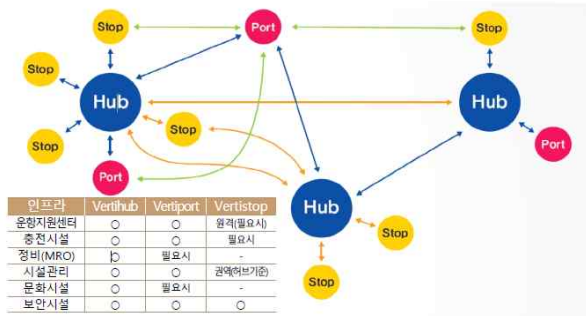 Stop
Port
Stop
Stop
Hub
Hub
Stop
Stop
Port
Port
Hub
Stop
Stop
인프라 Vertihub Vertiport Vertistop
운항지원센터 ○ ○ 원격(필요시)
충전시설 ○ ○ 필요시
정비(MRO) ○ 필요시 -
시설관리 ○ ○ 권역(허브기준)
문화시설 ○ 필요시 -
보안시설 ○ ○ ○